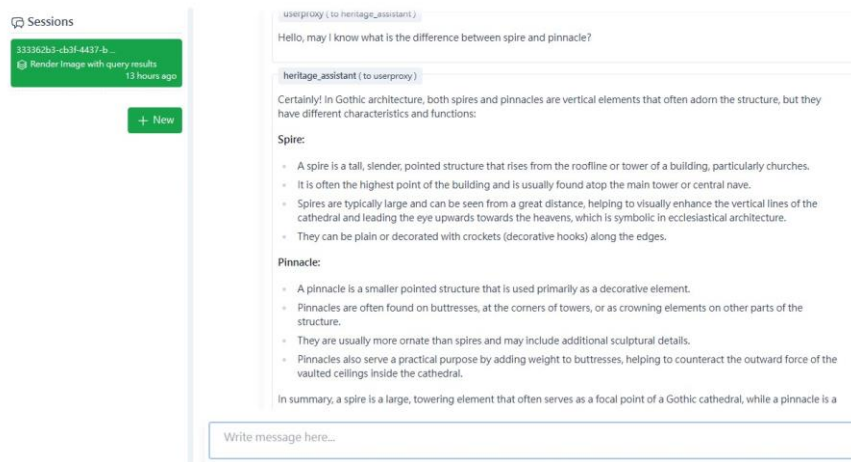 Sessions
333362b3-cb3f-4437-b ...
Render Image with query results
13 hours ago
+ New
userproxy ( to heritage_assistant )
Hello, may I know what is the difference between spire and pinnacle?
heritage_assistant ( to userproxy )
Certainly! In Gothic architecture, both spires and pinnacles are vertical elements that often adorn the structure, but they
have different characteristics and functions:
Spire:
A spire is a tall, slender, pointed structure that rises from the roofline or tower of a building, particularly churches.
It is often the highest point of the building and is usually found atop the main tower or central nave.
Spires are typically large and can be seen from a great distance, helping to visually enhance the vertical lines of the
cathedral and leading the eye upwards towards the heavens, which is symbolic in ecclesiastical architecture.
They can be plain or decorated with crockets (decorative hooks) along the edges.
Pinnacle:
A pinnacle is a smaller pointed structure that is used primarily as a decorative element.
Pinnacles are often found on buttresses, at the corners of towers, or as crowning elements on other parts of the
structure.
They are usually more ornate than spires and may include additional sculptural details.
Pinnacles also serve a practical purpose by adding weight to buttresses, helping to counteract the outward force of the
vaulted ceilings inside the cathedral.
In summary, a spire is a large, towering element that often serves as a focal point of a Gothic cathedral, while a pinnacle is a
Write message here...